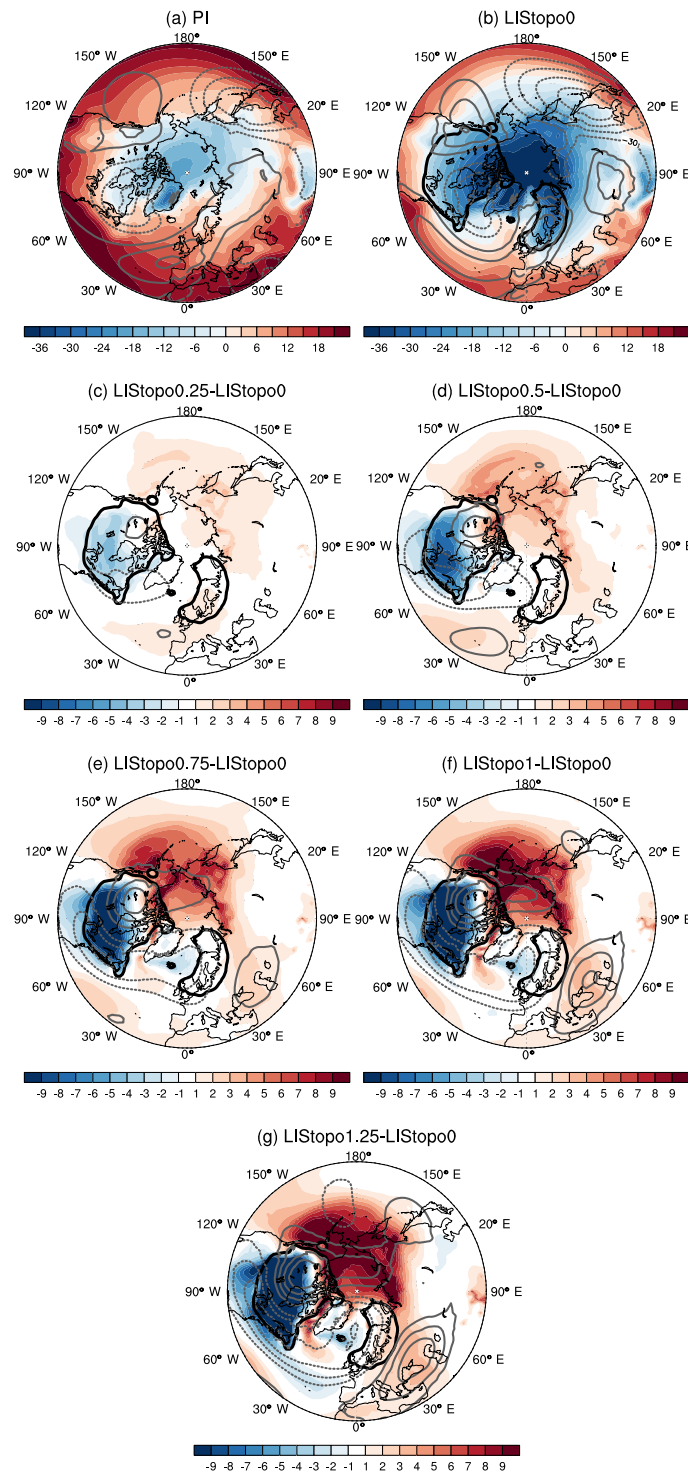 (a) PI (b) LIStopo0
180° 180°
150° W 150° E 150° W 150° E
120° W 20° E 120° W 20° E
-30
90° W 90° E 90° W 90° E
60° W 60° E 60° W 60° E
30° W 30° E 30° W 30° E
0° 0°
-36 -30 -24 -18 -12 -6 0 6 12 18 -36 -30 -24 -18 -12 -6 0 6 12 18
(c) LIStopo0.25-LIStopo0 (d) LIStopo0.5-LIStopo0
180° 180°
150° W 150° E 150° W 150° E
120° W 20° E 120° W 20° E
90° W 90° E 90° W 90° E
60° W 60° E 60° W 60° E
30° W 30° E 30° W 30° E
0° 0°
-9 -8 -7 -6 -5 -4 -3 -2 -1 1 2 3 4 5 6 7 8 9 -9 -8 -7 -6 -5 -4 -3 -2 -1 1 2 3 4 5 6 7 8 9
(e) LIStopo0.75-LIStopo0 (f) LIStopo1-LIStopo0
180° 180°
150° W 150° E 150° W 150° E
120° W 20° E 120° W 20° E
90° W 90° E 90° W 90° E
60° W 60° E 60° W 60° E
30° W 30° E 30° W 30° E
0° 0°
-9 -8 -7 -6 -5 -4 -3 -2 -1 1 2 3 4 5 6 7 8 9 -9 -8 -7 -6 -5 -4 -3 -2 -1 1 2 3 4 5 6 7 8 9
(g) LIStopo1.25-LIStopo0
180°
150° W 150° E
120° W 20° E
90° W 90° E
60° W 60° E
30° W 30° E
0°
-9 -8 -7 -6 -5 -4 -3 -2 -1 1 2 3 4 5 6 7 8 9